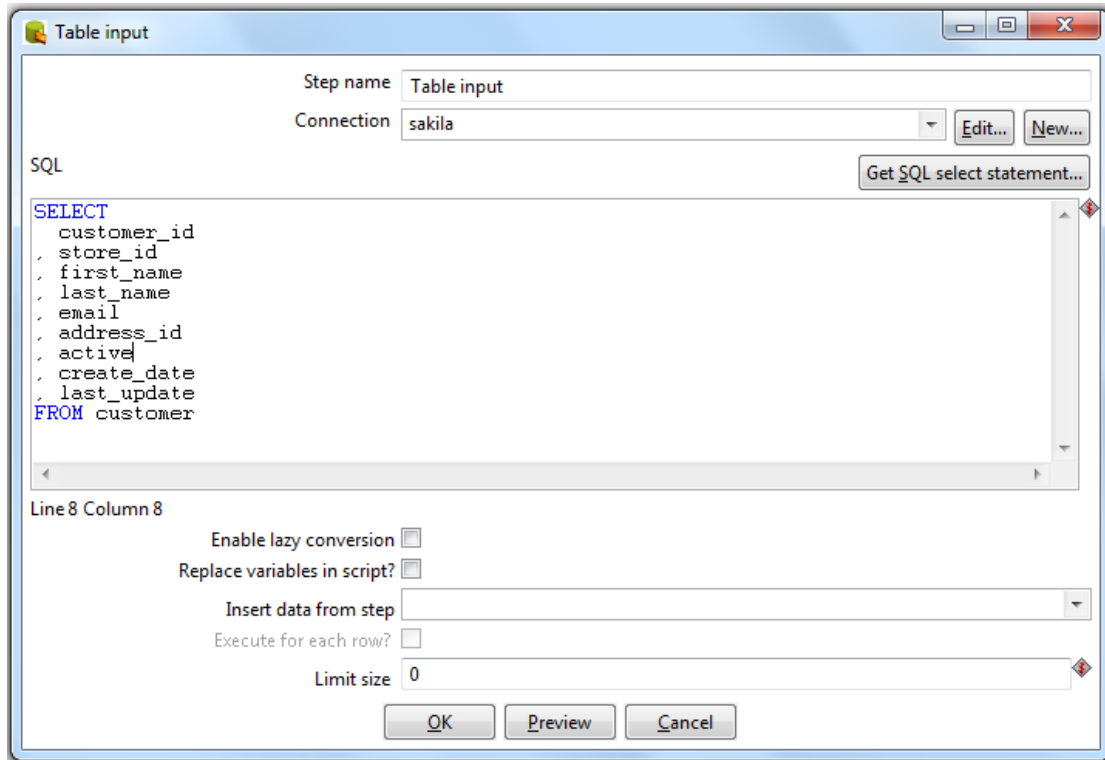 Table input
Step name Table input
Connection sakila Edit... New...
SQL Get SQL select statement...
SELECT
customer_id
, store_id
, first_name
, last_name
, email
, address_id
, active
, create_date
, last_update
FROM customer
Line 8 Column 8
Enable lazy conversion
Replace variables in script?
Insert data from step
Execute for each row?
Limit size 0
OK Preview Cancel